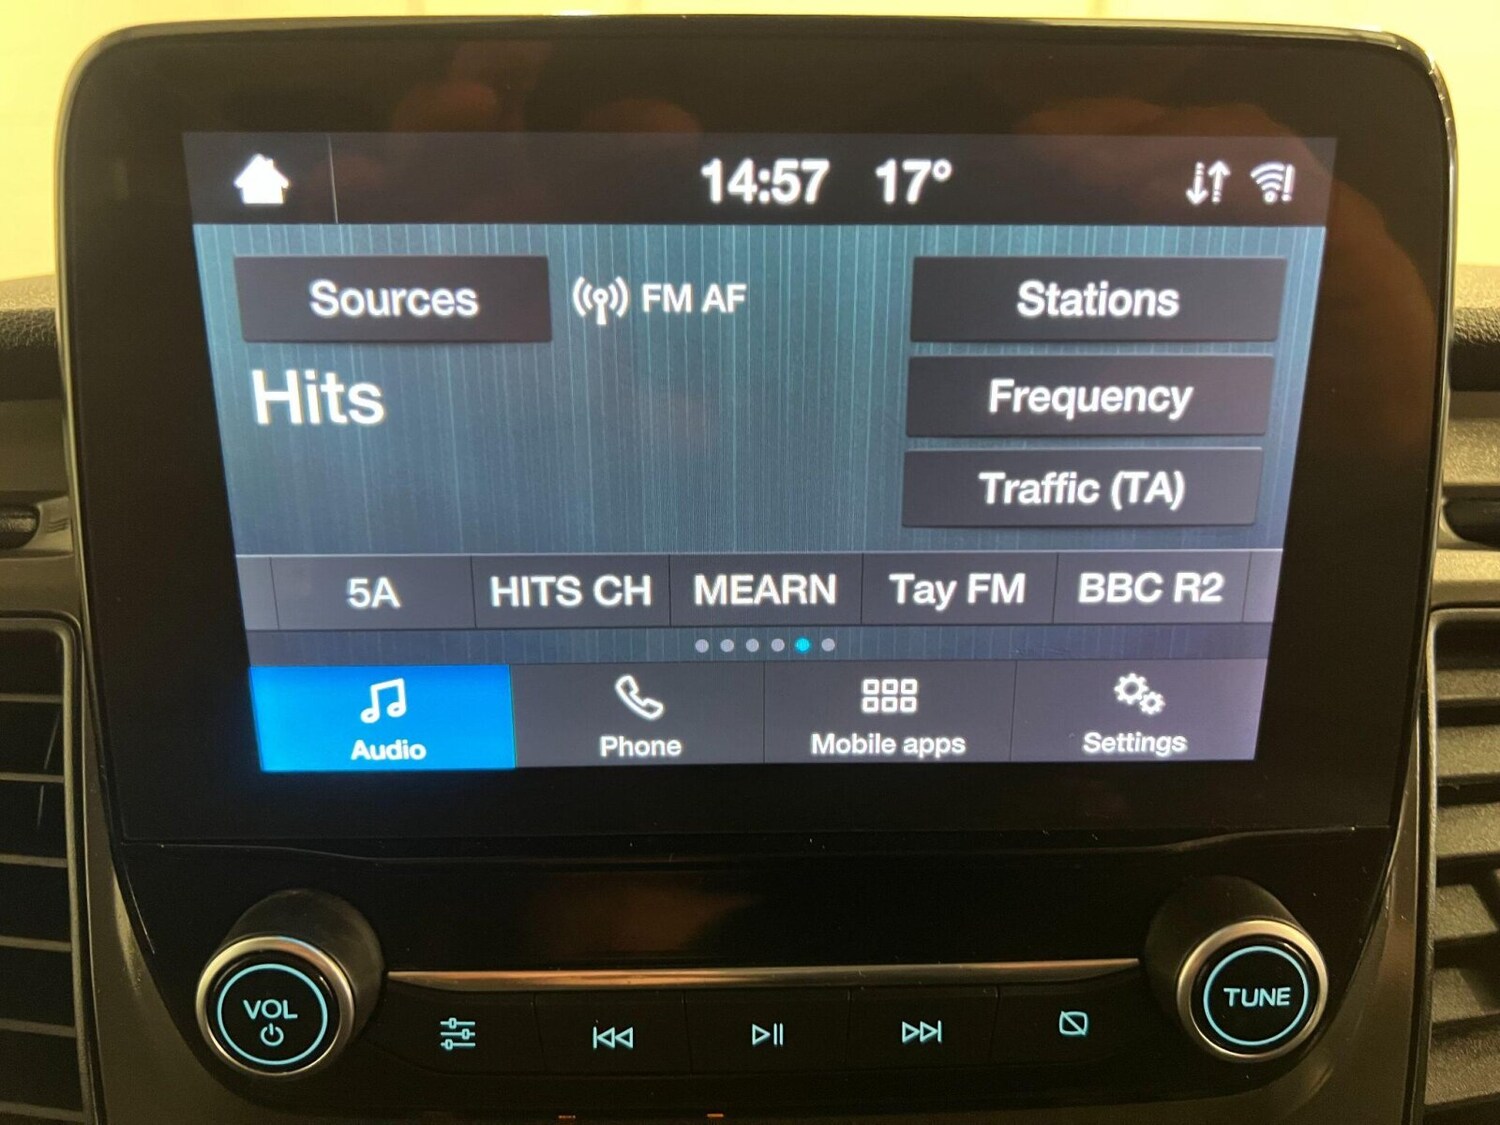 14:57 17°
Sources FM AF Stations
Hits
Frequency
Traffic (TA)
5A HITS CH MEARN Tay FM BBC R2
Audio Phone Mobile apps Settings
VOL TUNE